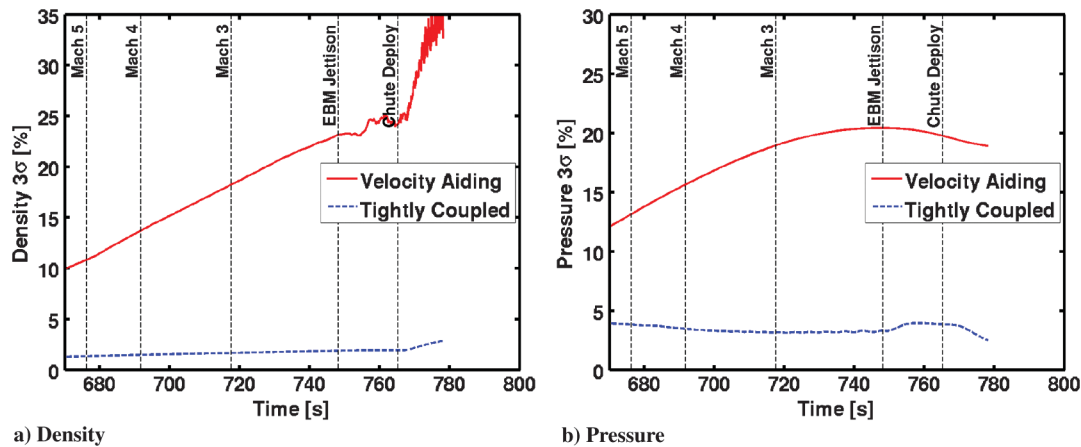 35
30
25
20
15
10
5
0
Density 3σ [%]
Mach 5
Mach 4
Mach 3
EBM Jettison
Chute Deploy
Velocity Aiding
Tightly Coupled
680 700 720 740 760 780 800
Time [s]
a) Density
30
25
20
15
10
5
0
Pressure 3σ [%]
Mach 5
Mach 4
Mach 3
EBM Jettison
Chute Deploy
Velocity Aiding
Tightly Coupled
680 700 720 740 760 780 800
Time [s]
b) Pressure